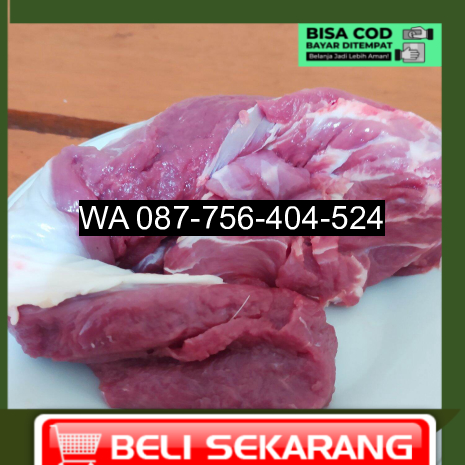 BISA COD
BAYAR DITEMPAT
Belanja Jadi Lebih Aman!
WA 087-756-404-524
BELI SEKARANG